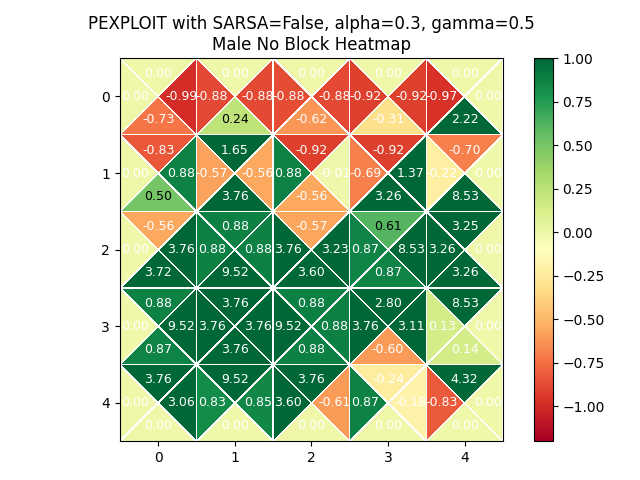 PEXPLOIT with SARSA=False, alpha=0.3, gamma=0.5
Male No Block Heatmap
0.00 0.00 0.00 0.00 0.00
0 0.00 -0.99 -0.88 -0.88 -0.88 -0.88 -0.92 -0.92 -0.97 0.00
-0.73 0.24 -0.62 -0.31 2.22
-0.83 1.65 -0.92 -0.92 -0.70
1 0.00 0.88 -0.57 -0.56 0.88 -0.01 -0.69 1.37 -0.22 0.00
0.50 3.76 -0.56 3.26 8.53
-0.56 0.88 -0.57 0.61 3.25
2 0.00 3.76 0.88 0.88 3.76 3.23 0.87 8.53 3.26 0.00
3.72 9.52 3.60 0.87 3.26
0.88 3.76 0.88 2.80 8.53
3 0.00 9.52 3.76 3.76 9.52 0.88 3.76 3.11 0.13 0.00
0.87 3.76 0.88 -0.60 0.14
3.76 9.52 3.76 -0.24 4.32
4 0.00 3.06 0.83 0.85 3.60 -0.61 0.87 -0.83 0.00
0.00 0.00 0.00 0.00 0.00
0 1 2 3 4
1.00
0.75
0.50
0.25
0.00
−0.25
−0.50
−0.75
−1.00